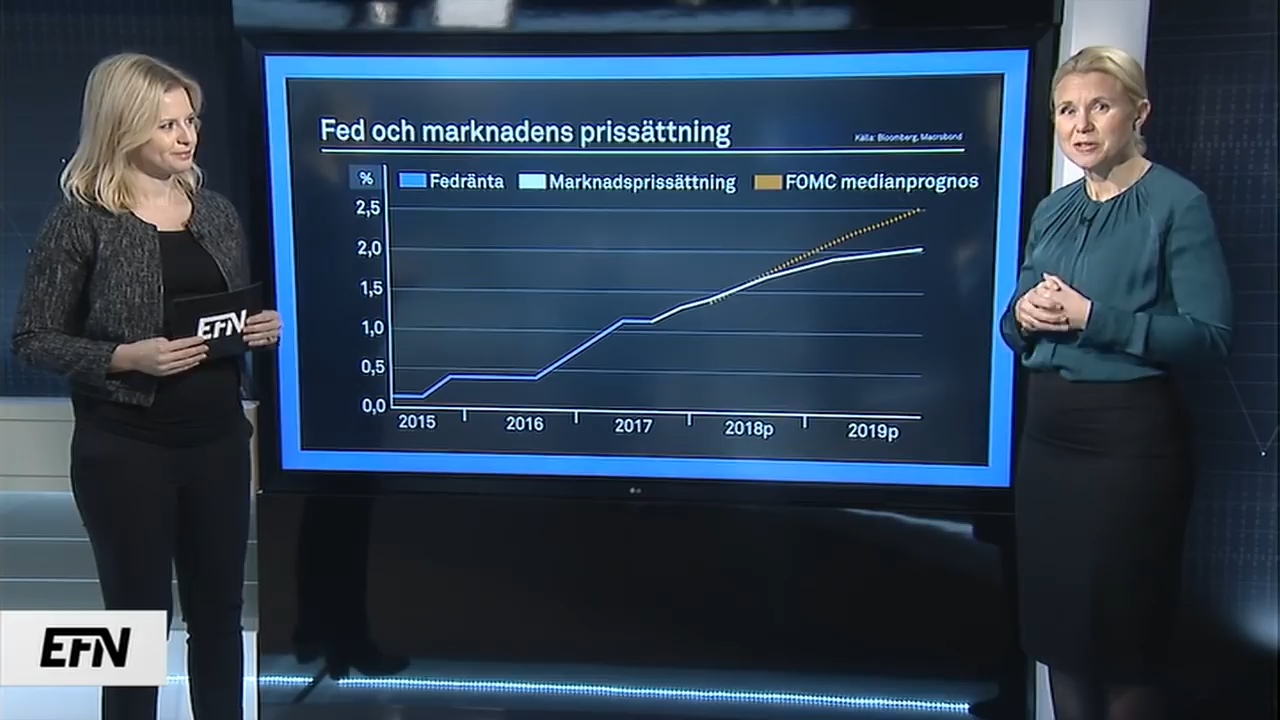 Fed och marknadens prissättning
Källa: Bloomberg, Macrobond
% Fedränta Marknadsprissättning FOMC medianprognos
2,5
2,0
1,5
1,0
0,5
0,0
2015 2016 2017 2018p 2019p
EFN
LG
EFN